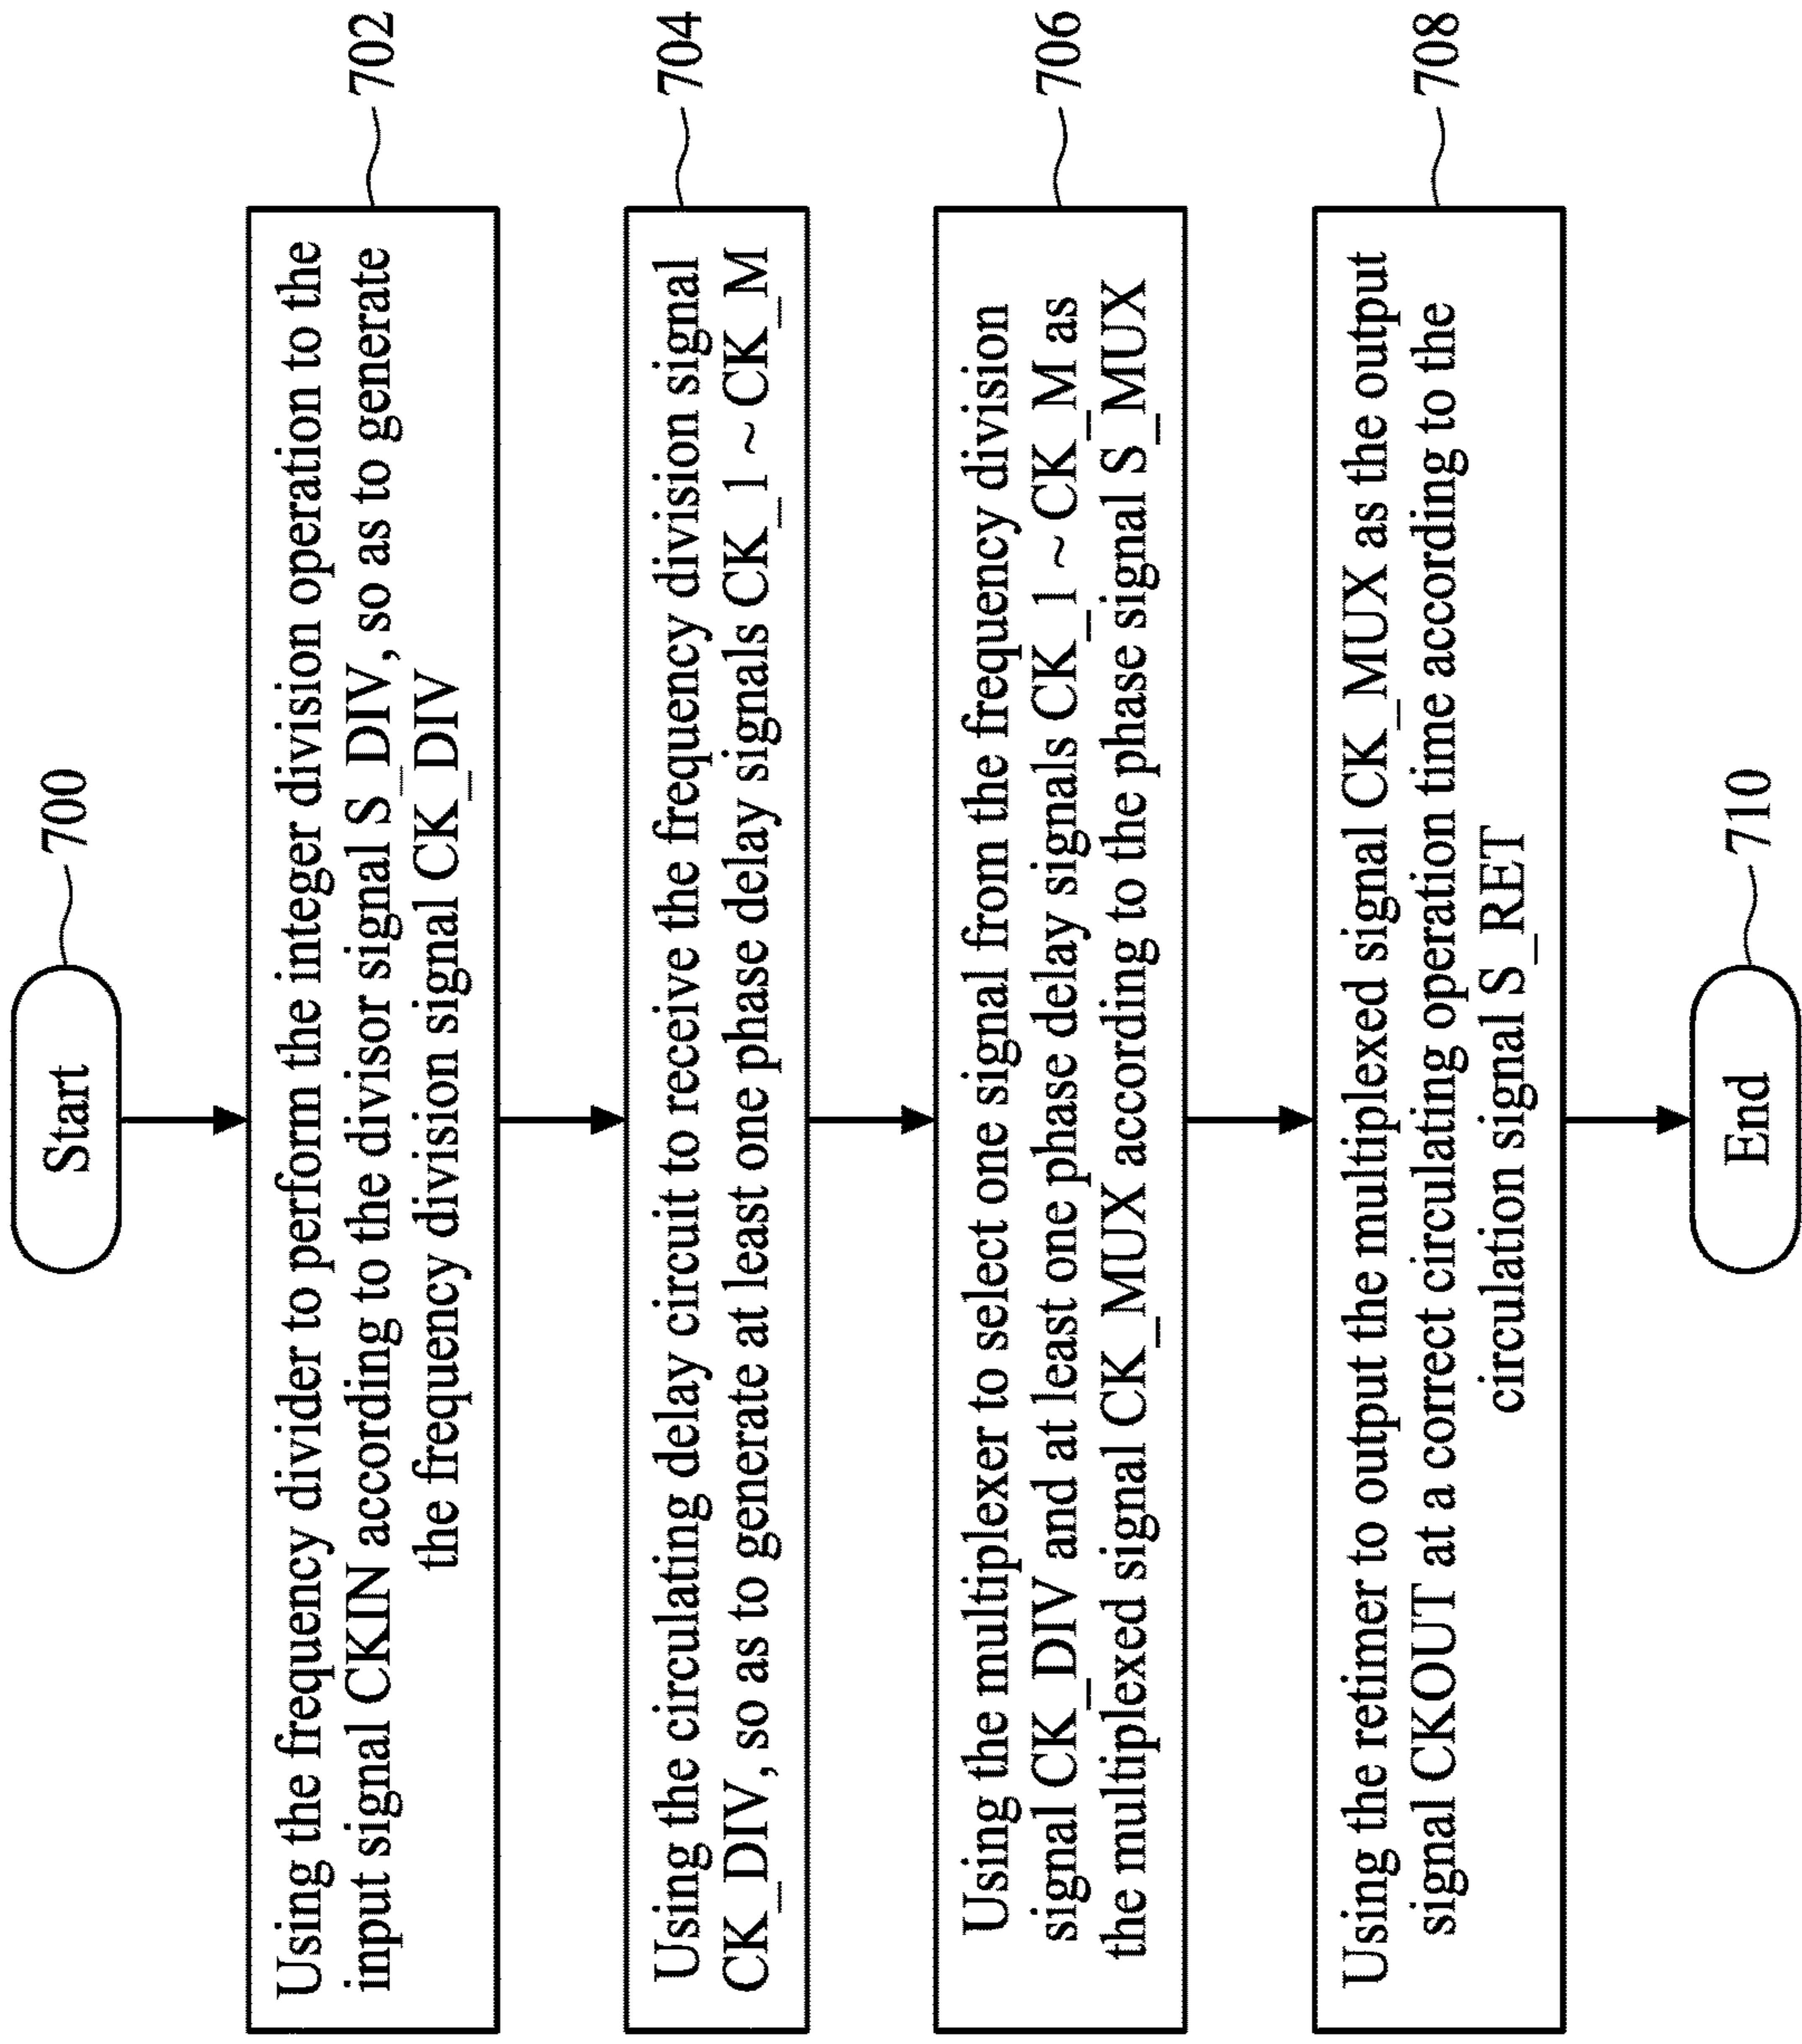 Start
700
Using the frequency divider to perform the integer division operation to the
input signal CKIN according to the divisor signal S_DIV, so as to generate
the frequency division signal CK_DIV
702
Using the circulating delay circuit to receive the frequency division signal
CK_DIV, so as to generate at least one phase delay signals CK_1 ~ CK_M
704
Using the multiplexer to select one signal from the frequency division
signal CK_DIV and at least one phase delay signals CK_1 ~ CK_M as
the multiplexed signal CK_MUX according to the phase signal S_MUX
706
Using the retimer to output the multiplexed signal CK_MUX as the output
signal CKOUT at a correct circulating operation time according to the
circulation signal S_RET
708
End
710